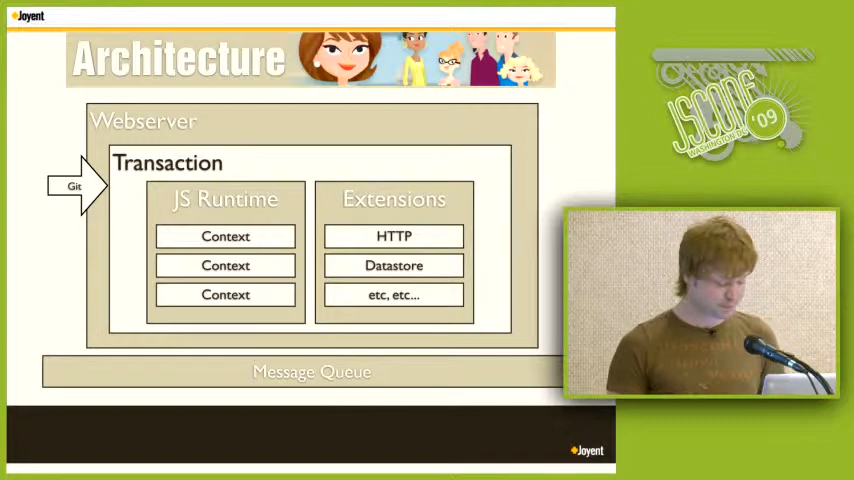 Joyent
Architecture
Webserver
Transaction
Git
JS Runtime
Context
Context
Context
Extensions
HTTP
Datastore
etc, etc...
Message Queue
Joyent
JSCONF
'09
WASHINGTON D.C.